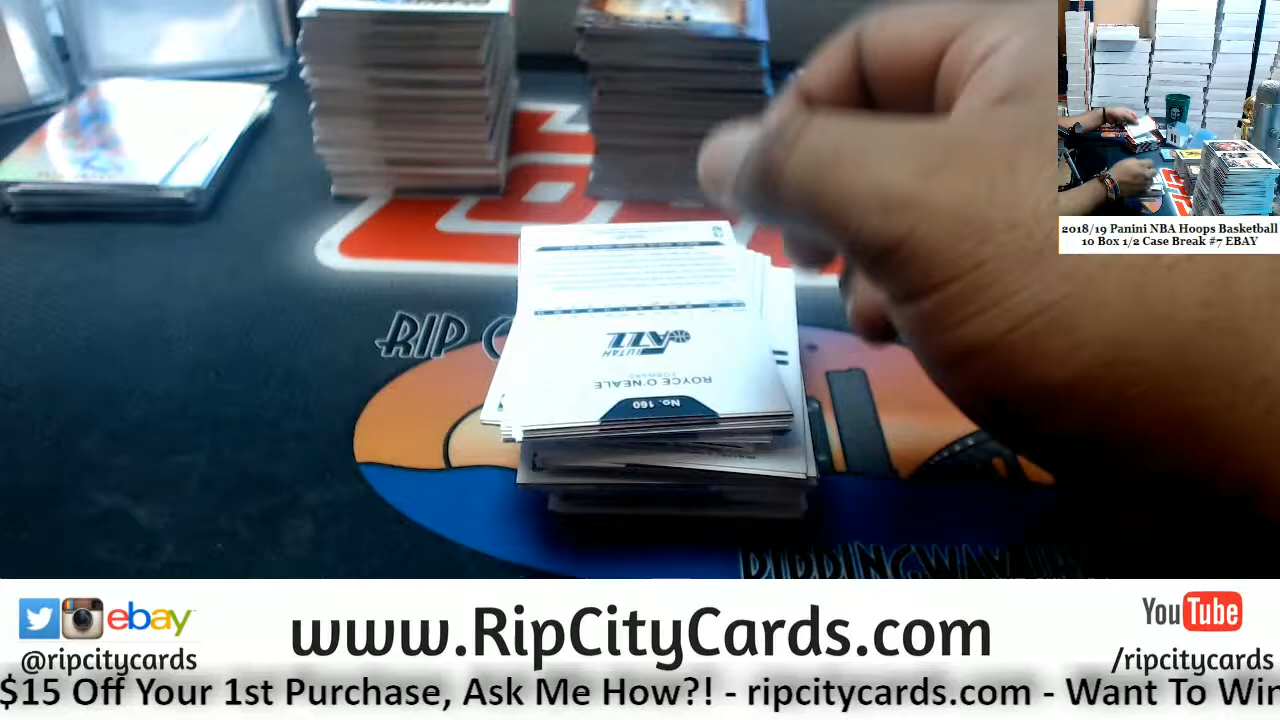 2018/19 Panini NBA Hoops Basketball
10 Box 1/2 Case Break #7 EBAY
RIP C
UTAH
JAZZ
FORWARD
ROYCE O'NEALE
No. 160
ebay
@ripcitycards
www.RipCityCards.com
YouTube
/ripcitycards
$15 Off Your 1st Purchase, Ask Me How?! - ripcitycards.com - Want To Win